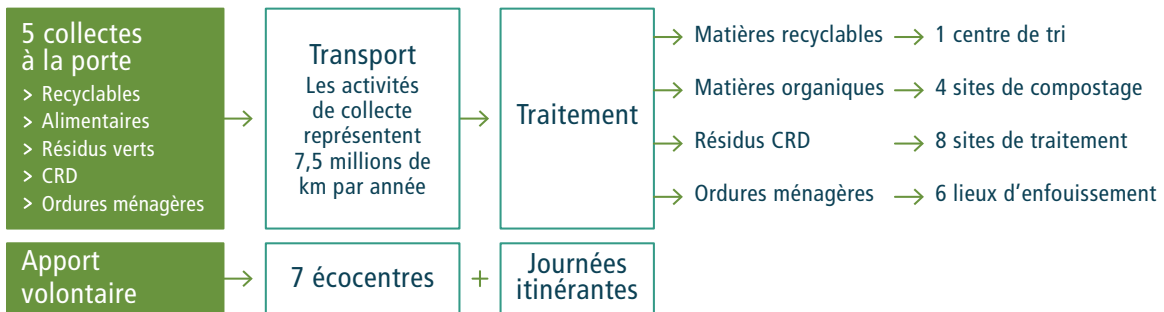 5 collectes
à la porte
> Recyclables
> Alimentaires
> Résidus verts
> CRD
> Ordures ménagères
Transport
Les activités
de collecte
représentent
7,5 millions de
km par année
Traitement
Matières recyclables → 1 centre de tri
Matières organiques → 4 sites de compostage
Résidus CRD → 8 sites de traitement
Ordures ménagères → 6 lieux d’enfouissement
Apport
volontaire
7 écocentres
+
Journées
itinérantes